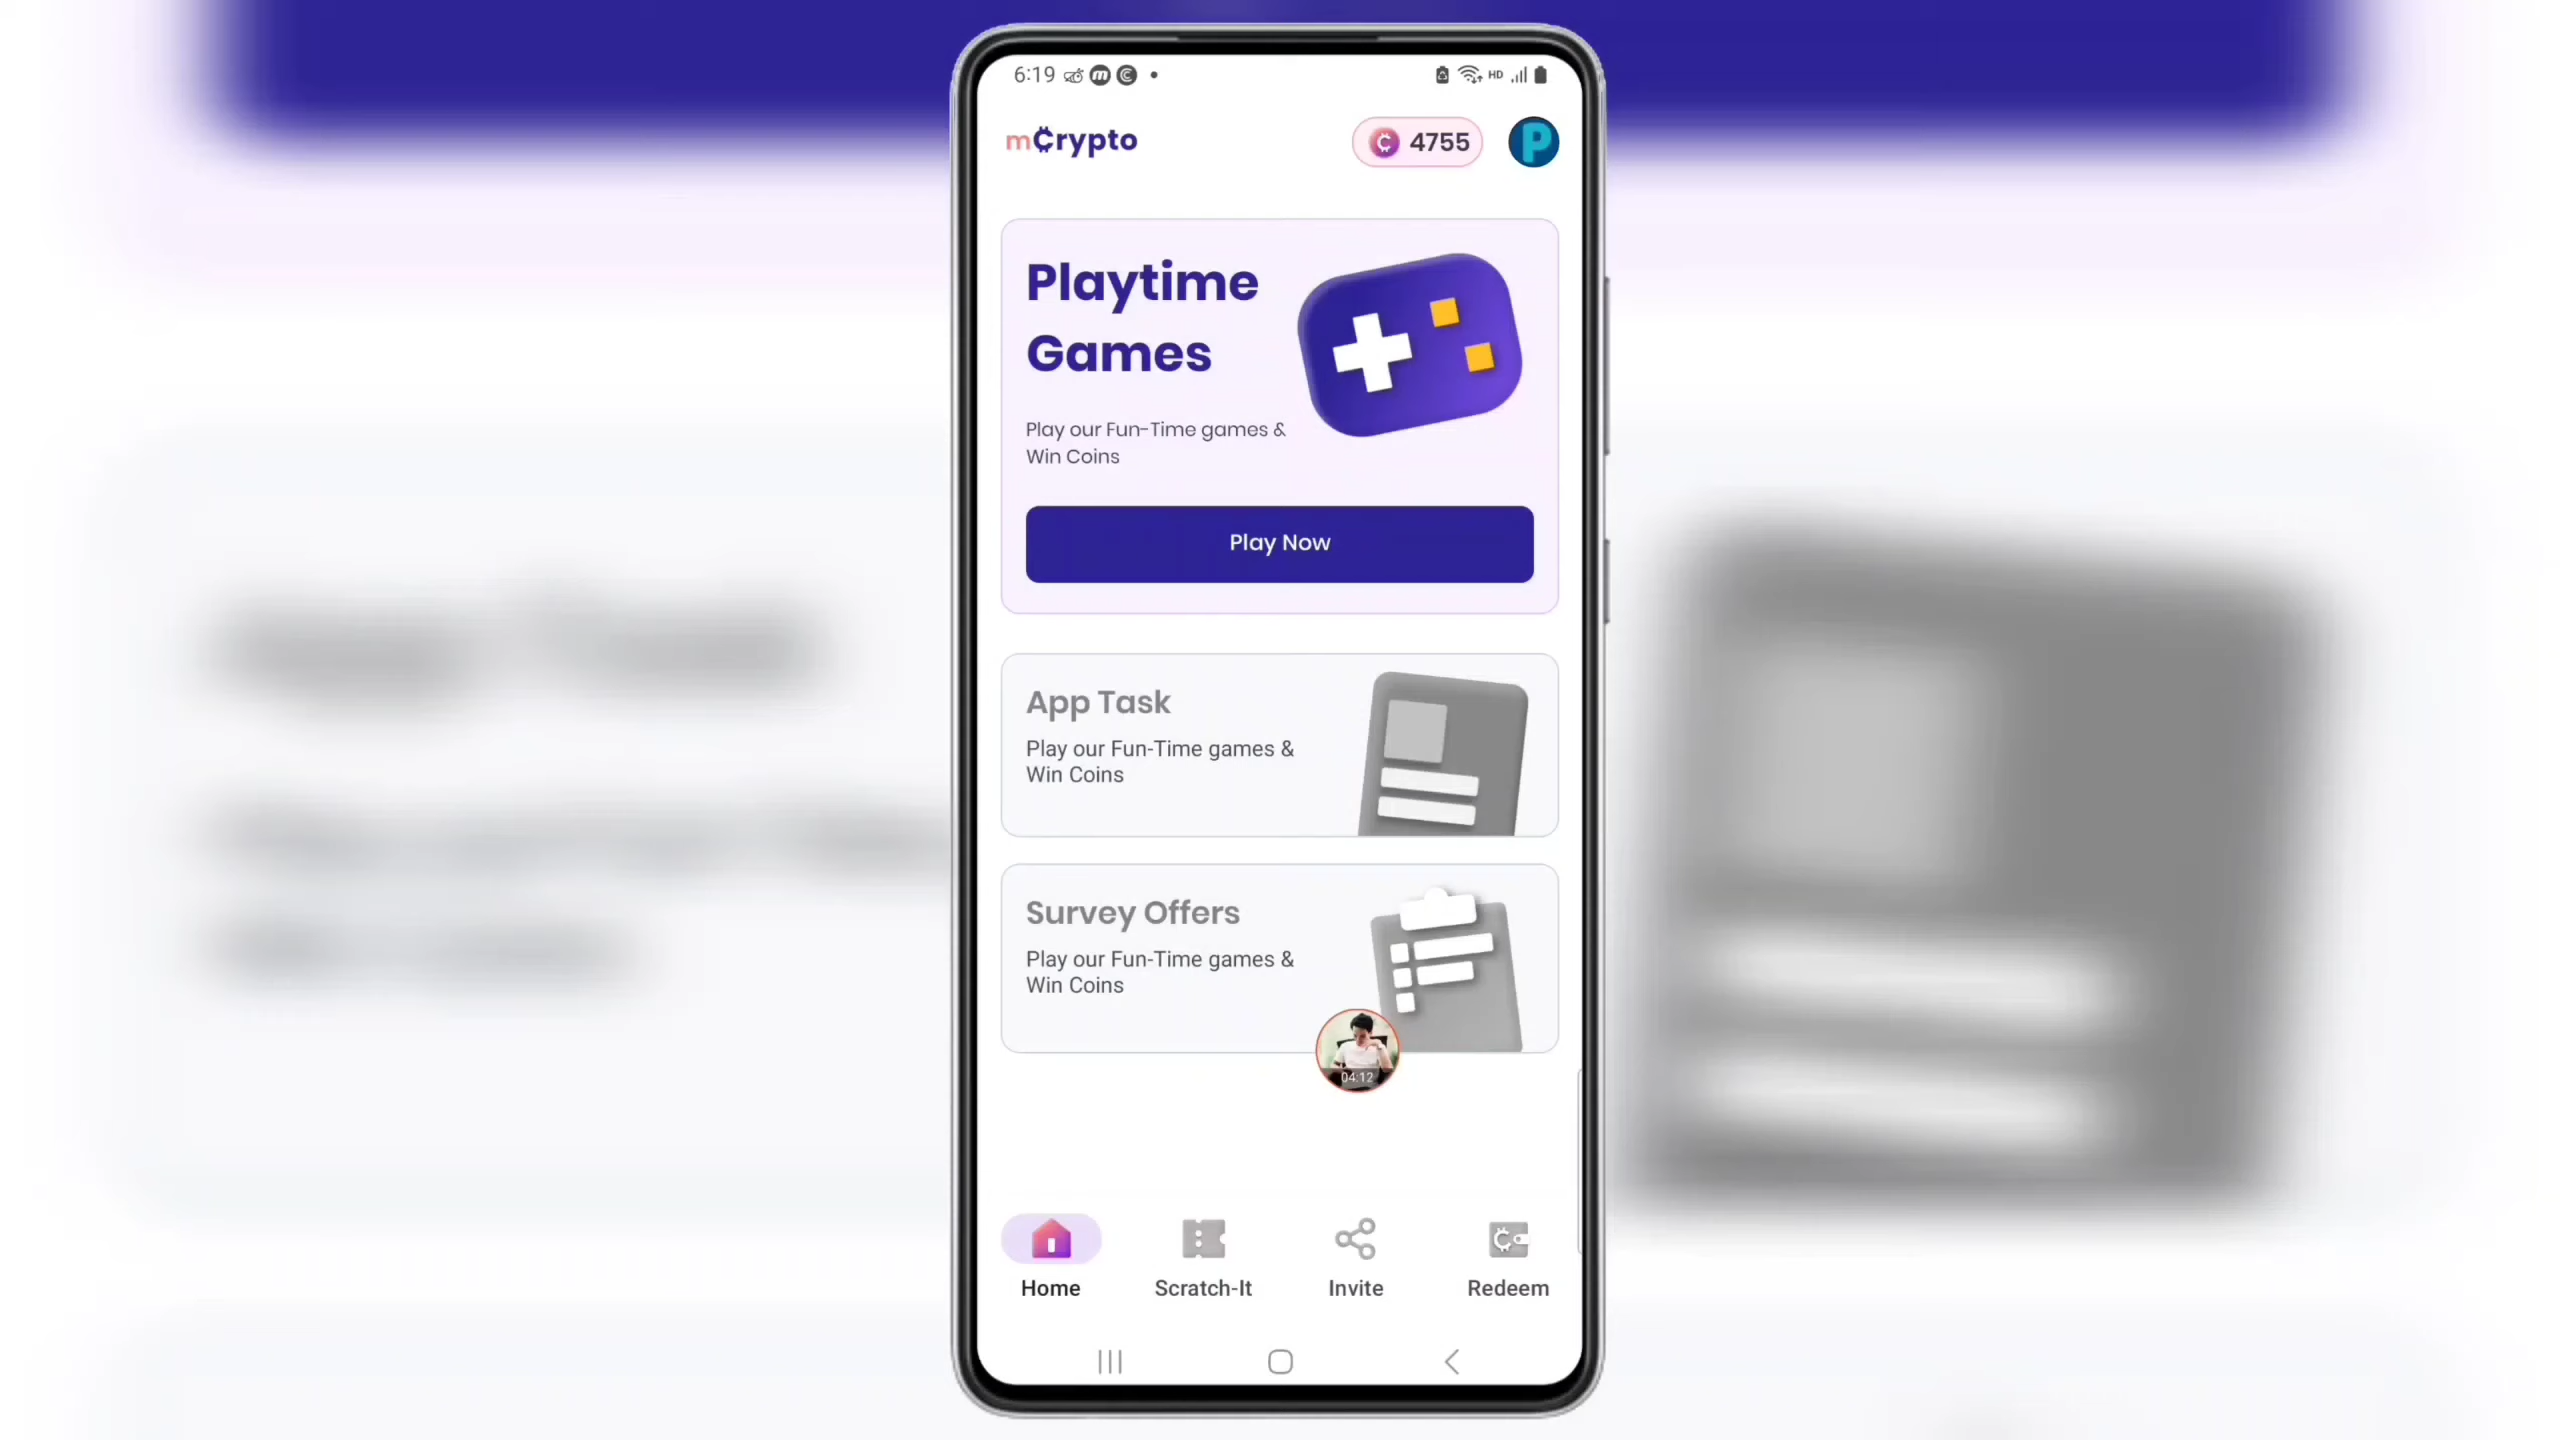 6:19
HD
mCrypto
4755
P
Playtime
Games
Play our Fun-Time games &
Win Coins
Play Now
App Task
Play our Fun-Time games &
Win Coins
Survey Offers
Play our Fun-Time games &
Win Coins
04:12
Home
Scratch-It
Invite
Redeem